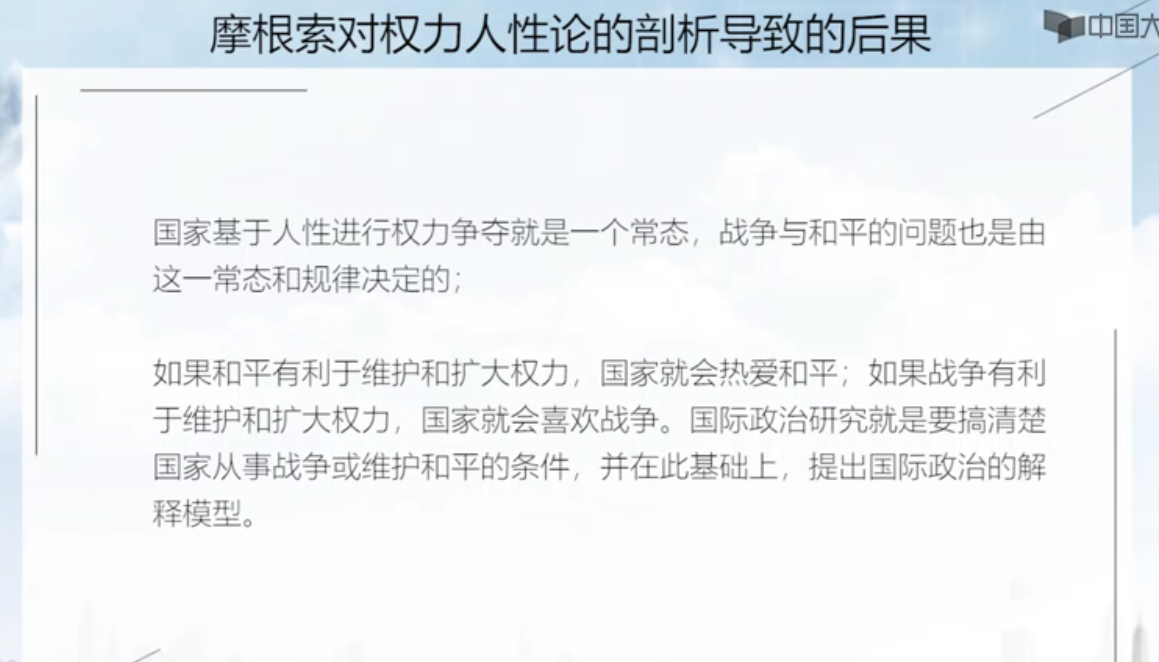 摩根索对权力人性论的剖析导致的后果
中国大
国家基于人性进行权力争夺就是一个常态，战争与和平的问题也是由
这一常态和规律决定的；
如果和平有利于维护和扩大权力，国家就会热爱和平；如果战争有利
于维护和扩大权力，国家就会喜欢战争。国际政治研究就是要搞清楚
国家从事战争或维护和平的条件，并在此基础上，提出国际政治的解
释模型。